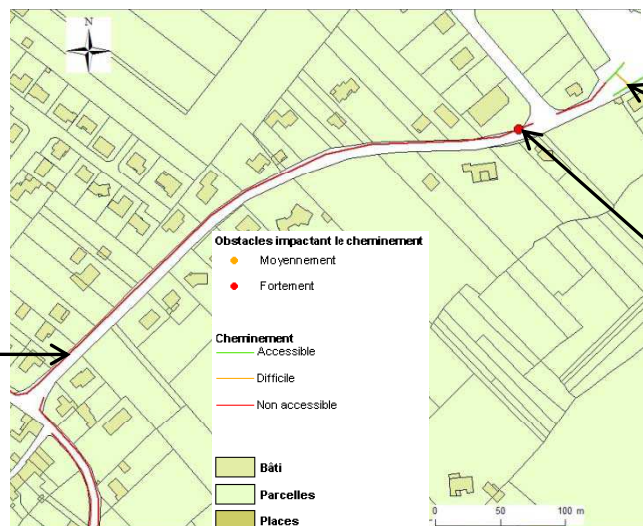 N
Obstacles impactant le cheminement
Moyennement
Fortement
Cheminement
Accessible
Difficile
Non accessible
Bâti
Parcelles
Places
0 50 100 m